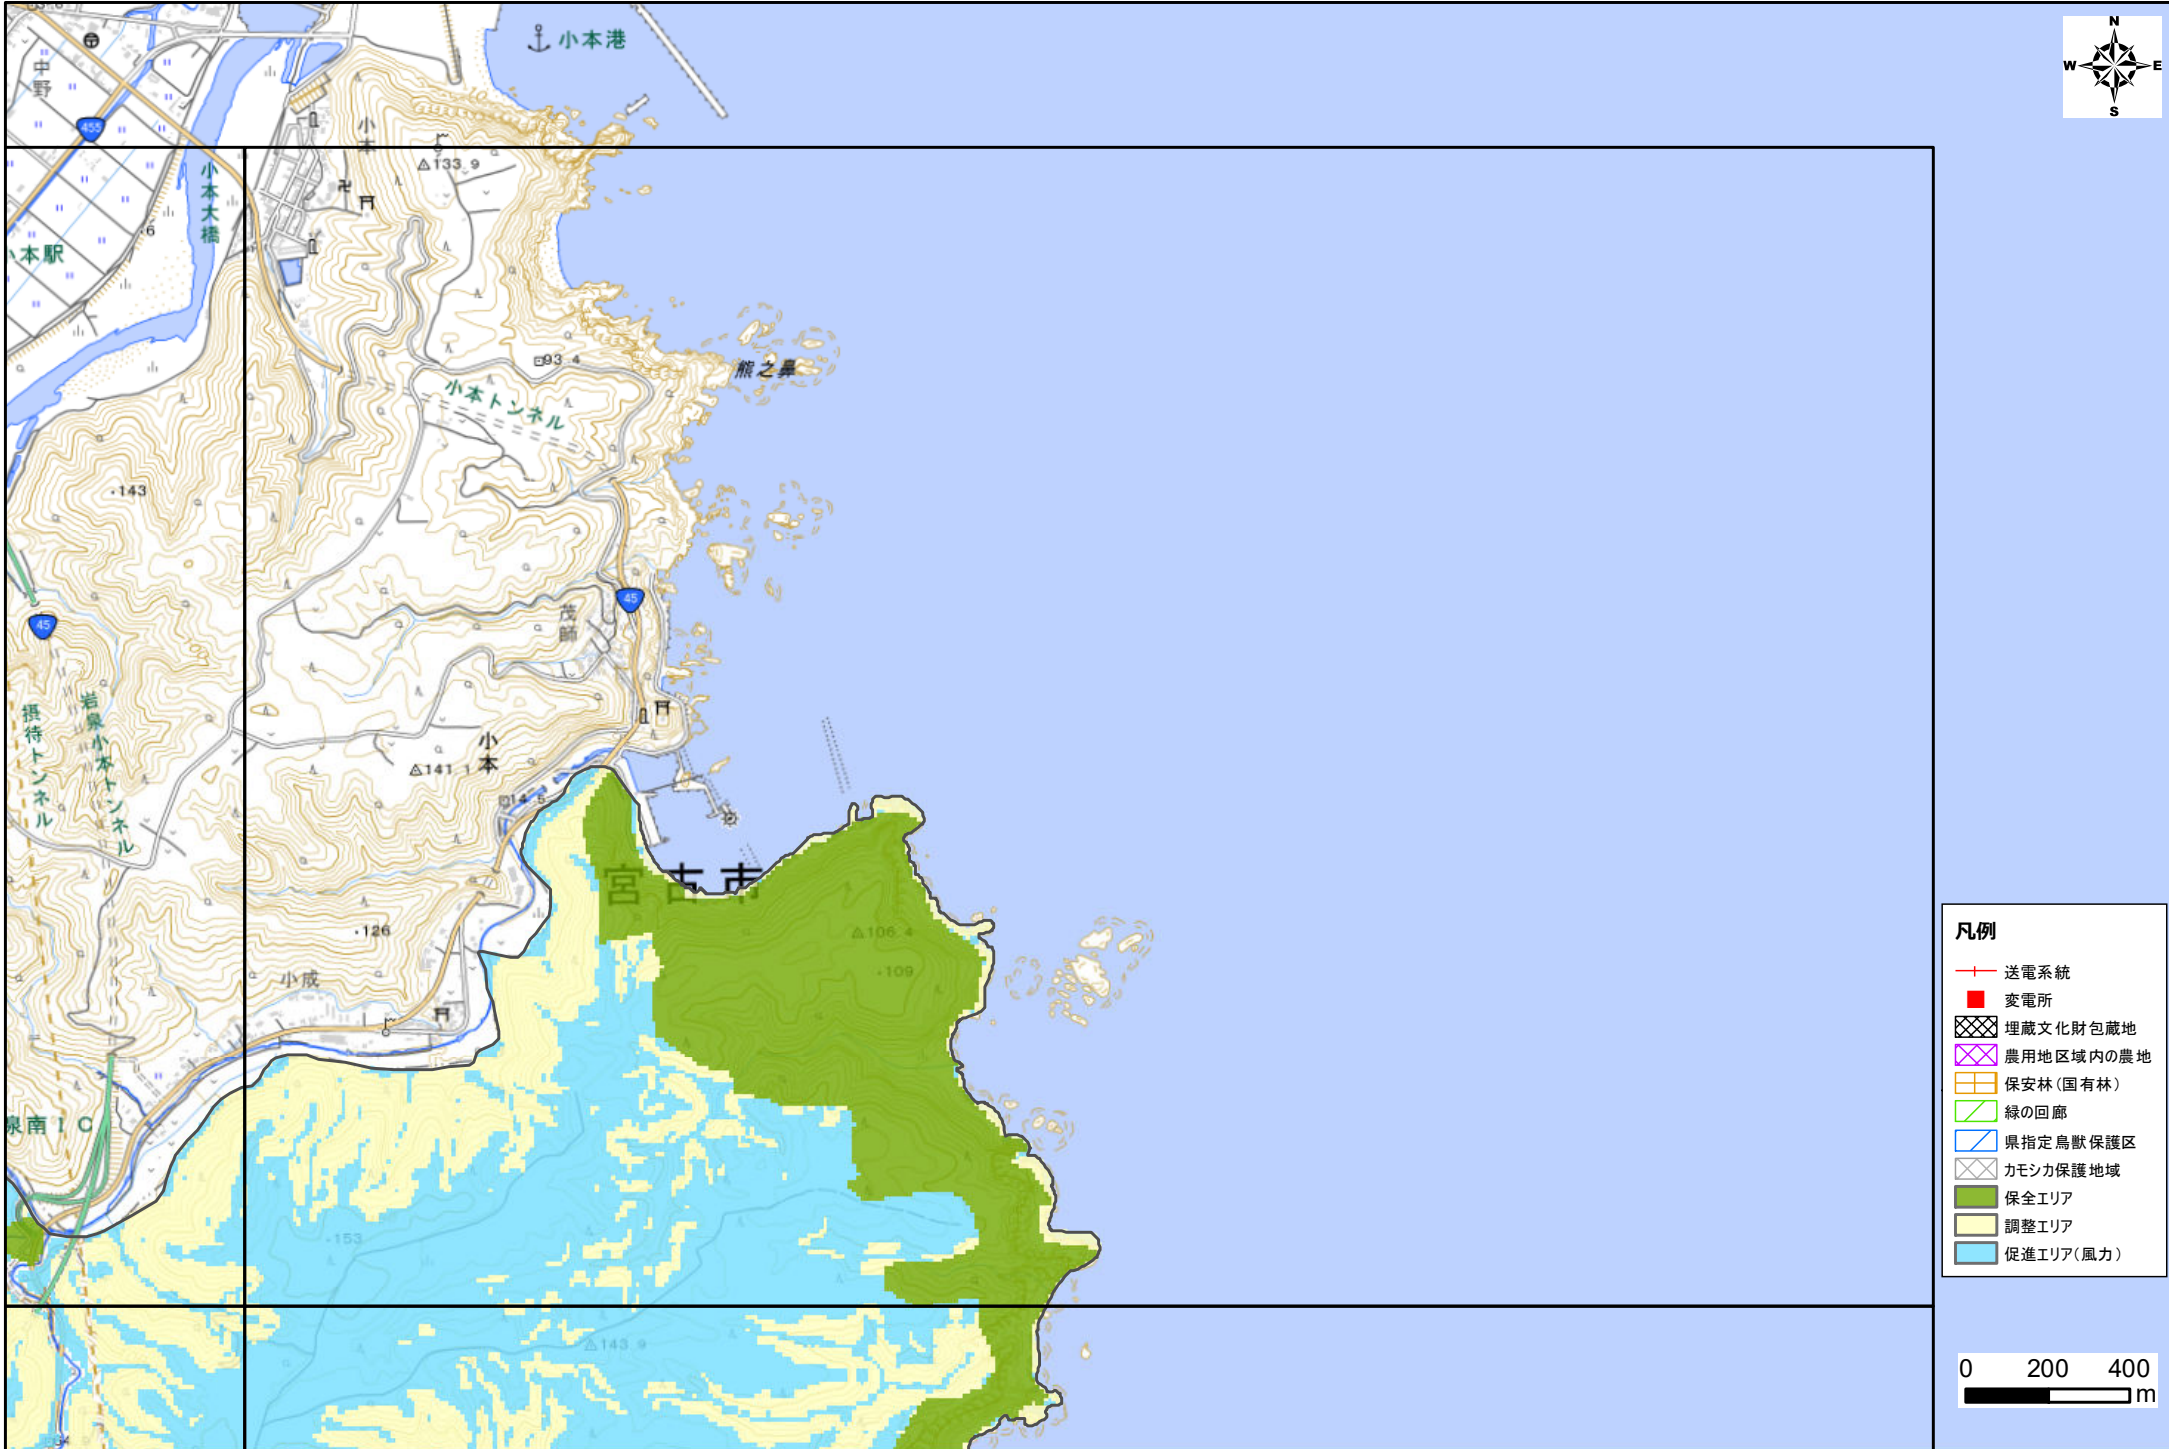 小本港
中野
455
小本
133.9
小本大橋
6
本駅
93.4
熊之鼻
小本トンネル
143
45
45
茂師
摂待トンネル
岩泉小本トンネル
小本
141.1
14.5
宮古市
126
106.4
109
小成
泉南IC
153
143.9
N
W
E
S
凡例
送電系統
変電所
埋蔵文化財包蔵地
農用地区域内の農地
保安林(国有林)
緑の回廊
県指定鳥獣保護区
カモシカ保護地域
保全エリア
調整エリア
促進エリア(風力)
0 200 400
m